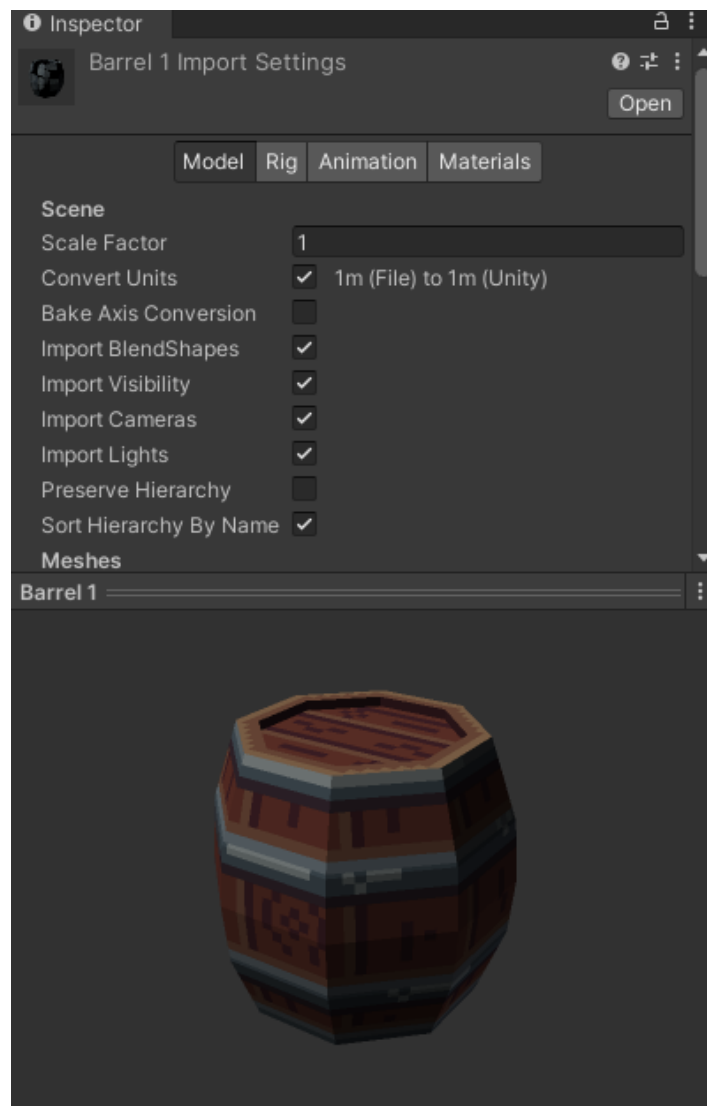 Inspector
Barrel 1 Import Settings
Open
Model Rig Animation Materials
Scene
Scale Factor 1
Convert Units 1m (File) to 1m (Unity)
Bake Axis Conversion
Import BlendShapes
Import Visibility
Import Cameras
Import Lights
Preserve Hierarchy
Sort Hierarchy By Name
Meshes
Barrel 1